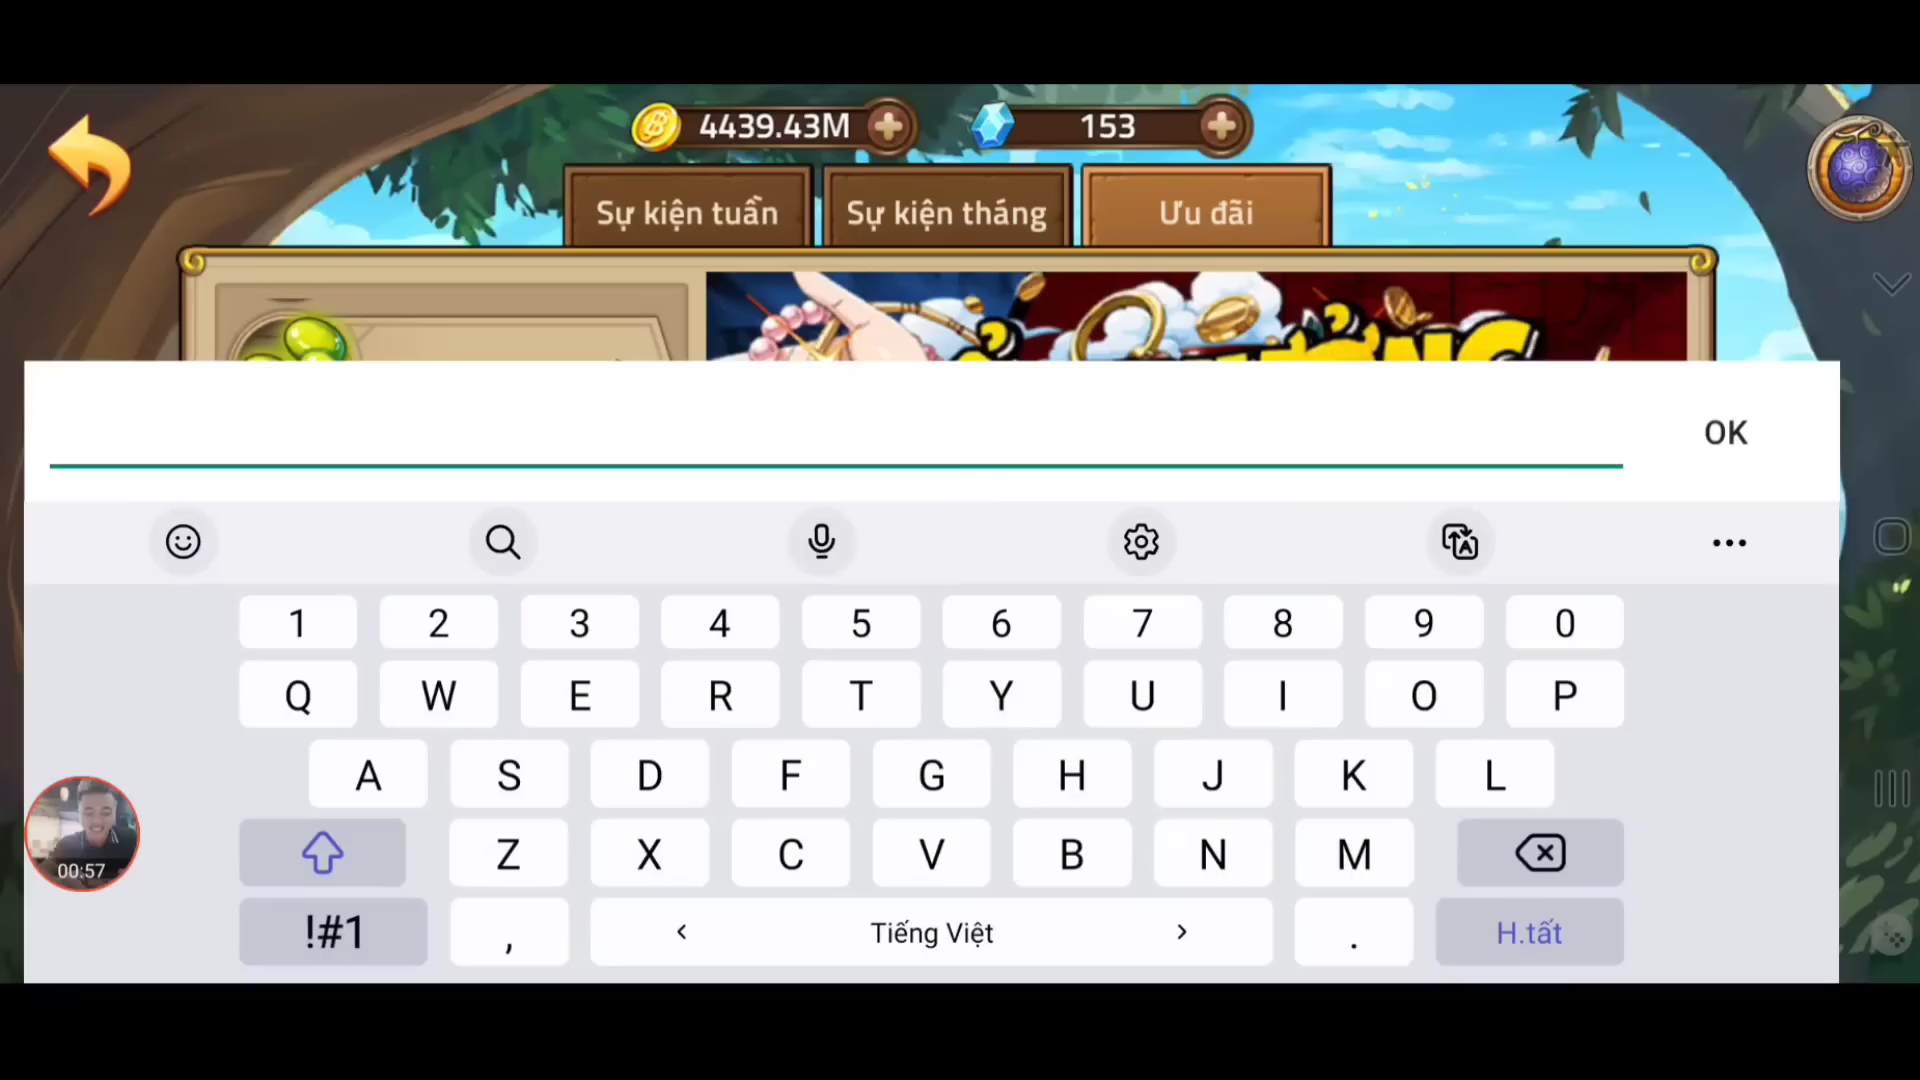 4439.43M
153
Sự kiện tuần
Sự kiện tháng
Ưu đãi
OK
1 2 3 4 5 6 7 8 9 0
Q W E R T Y U I O P
A S D F G H J K L
Z X C V B N M
00:57
!#1 , < Tiếng Việt > . H.tất